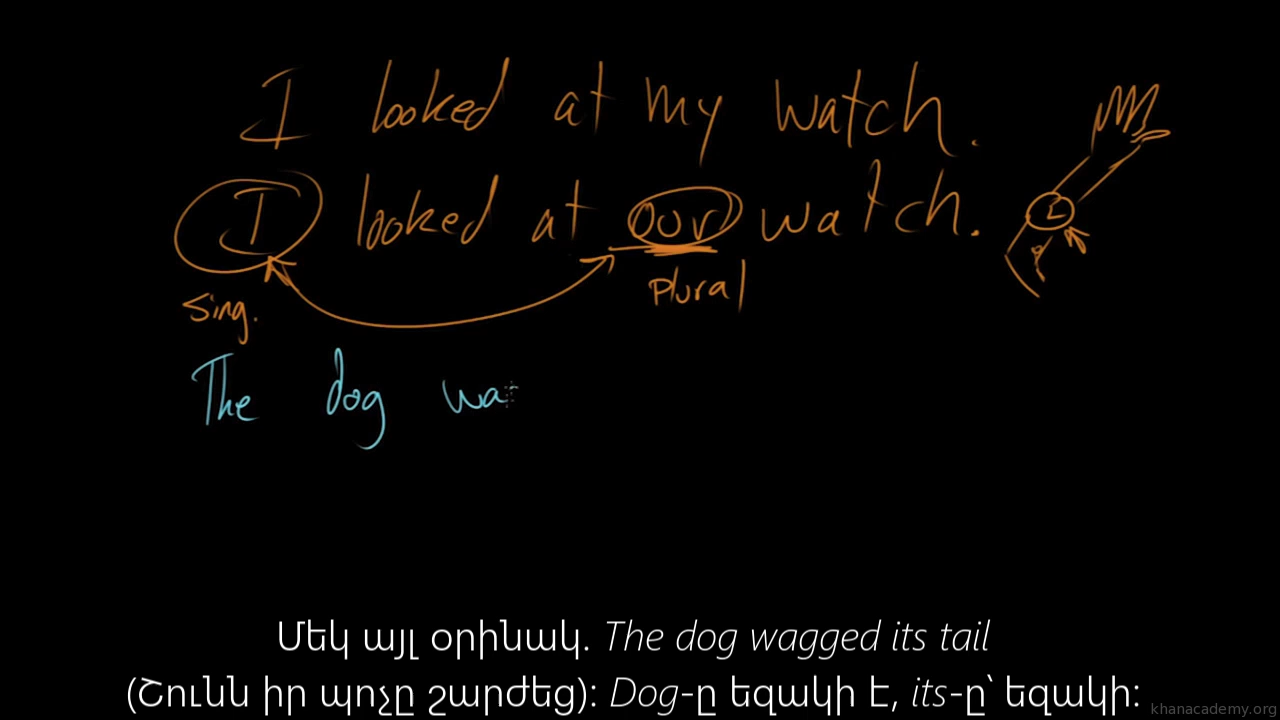 I looked at my watch.
I looked at our watch.
sing.
plural
The dog wa
Մեկ այլ օրինակ. The dog wagged its tail
(Շունն իր պոչը շարժեց): Dog-ը եզակի է, its-ը՝ եզակի:
khanacademy.org